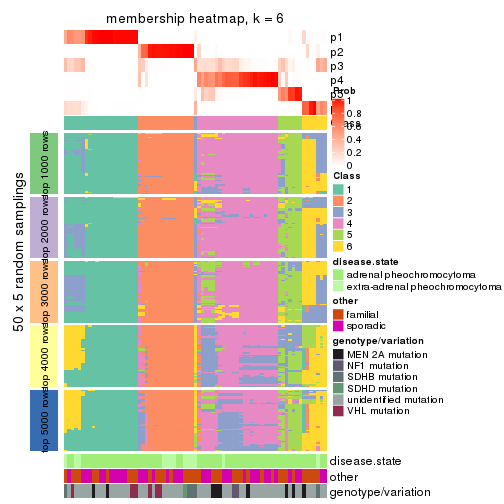 membership heatmap, k = 6
p1
p2
p3
p4
Prob
1
0.8
0.6
0.4
0.2
0
Class
1
2
3
4
5
6
disease.state
adrenal pheochromocytoma
extra-adrenal pheochromocytoma
other
familial
sporadic
genotype/variation
MEN 2A mutation
NF1 mutation
SDHB mutation
SDHD mutation
unidentified mutation
VHL mutation
50 x 5 random samplings
top 1000 rows
top 2000 rows
top 3000 rows
top 4000 rows
top 5000 rows
disease.state
other
genotype/variation